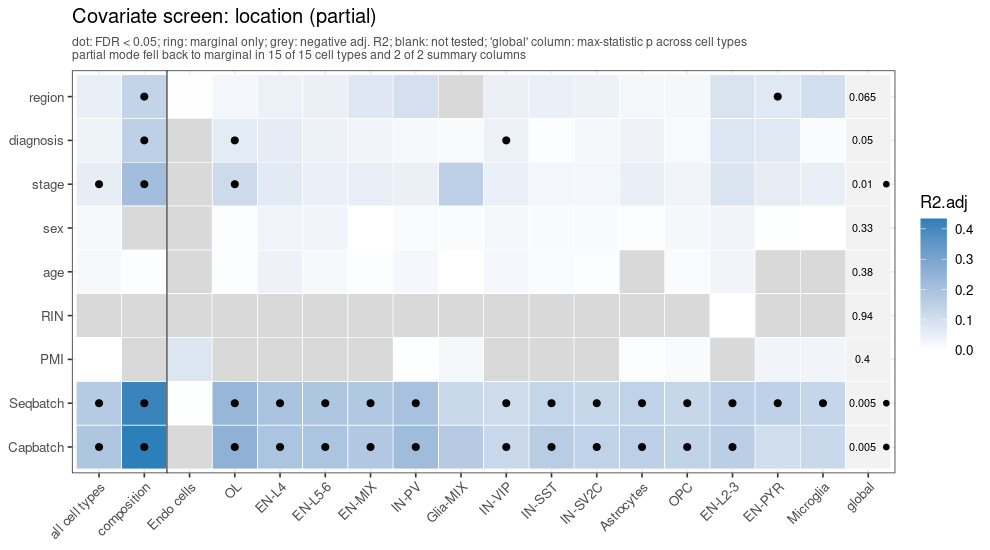 Covariate screen: location (partial)
dot: FDR < 0.05; ring: marginal only; grey: negative adj. R2; blank: not tested; 'global' column: max-statistic p across cell types
partial mode fell back to marginal in 15 of 15 cell types and 2 of 2 summary columns
region 0.065
diagnosis 0.05
stage 0.01
sex 0.33
age 0.38
RIN 0.94
PMI 0.4
Seqbatch 0.005
Capbatch 0.005
all cell types
composition
Endo cells
OL
EN-L4
EN-L5-6
EN-MIX
IN-PV
Glia-MIX
IN-VIP
IN-SST
IN-SV2C
Astrocytes
OPC
EN-L2-3
EN-PYR
Microglia
global
R2.adj
0.4
0.3
0.2
0.1
0.0